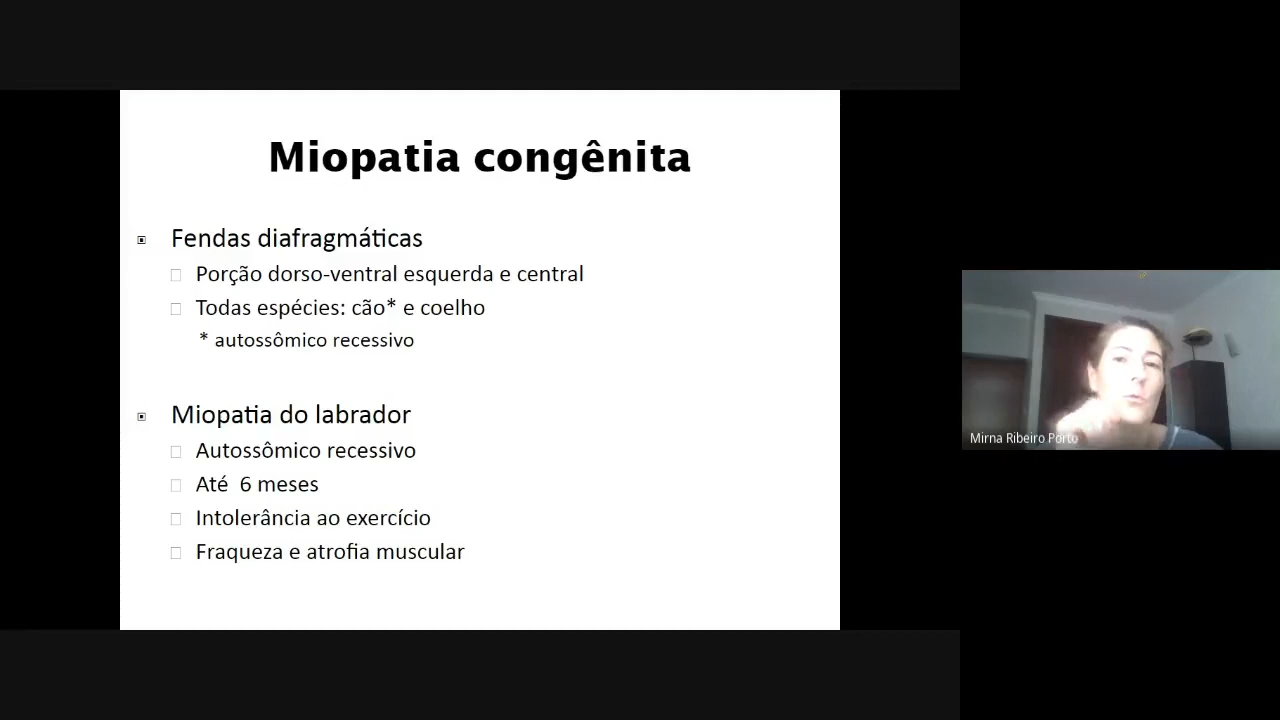 Miopatia congênita
Fendas diafragmáticas
Porção dorso-ventral esquerda e central
Todas espécies: cão* e coelho
* autossômico recessivo
Miopatia do labrador
Autossômico recessivo
Até 6 meses
Intolerância ao exercício
Fraqueza e atrofia muscular
Mirna Ribeiro Porto